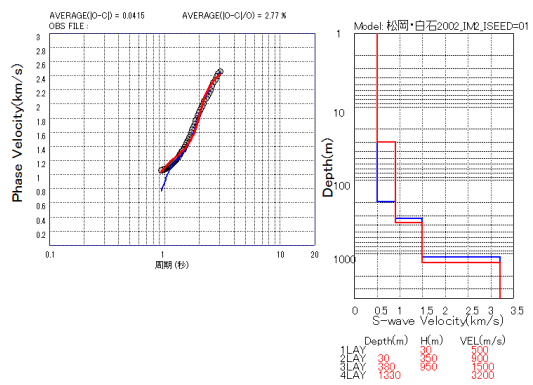 AVERAGE(|O-C|) = 0.0415 AVERAGE(|O-C|/O) = 2.77 %
OBS FILE :
3
2.8
2.6
2.4
2.2
2
1.8
1.6
1.4
1.2
1
0.8
0.6
0.4
0.2
Phase Velocity(km/s)
0.1 1 10 20
周期(秒)
Model: 松岡・白石2002_IM2_ISEED=01
1
10
100
1000
Depth(m)
0 0.5 1 1.5 2 2.5 3 3.5
S-wave Velocity(km/s)
Depth(m) H(m) VEL(m/s)
1LAY 30 500
2LAY 30 350 900
3LAY 380 950 1500
4LAY 1330 3200